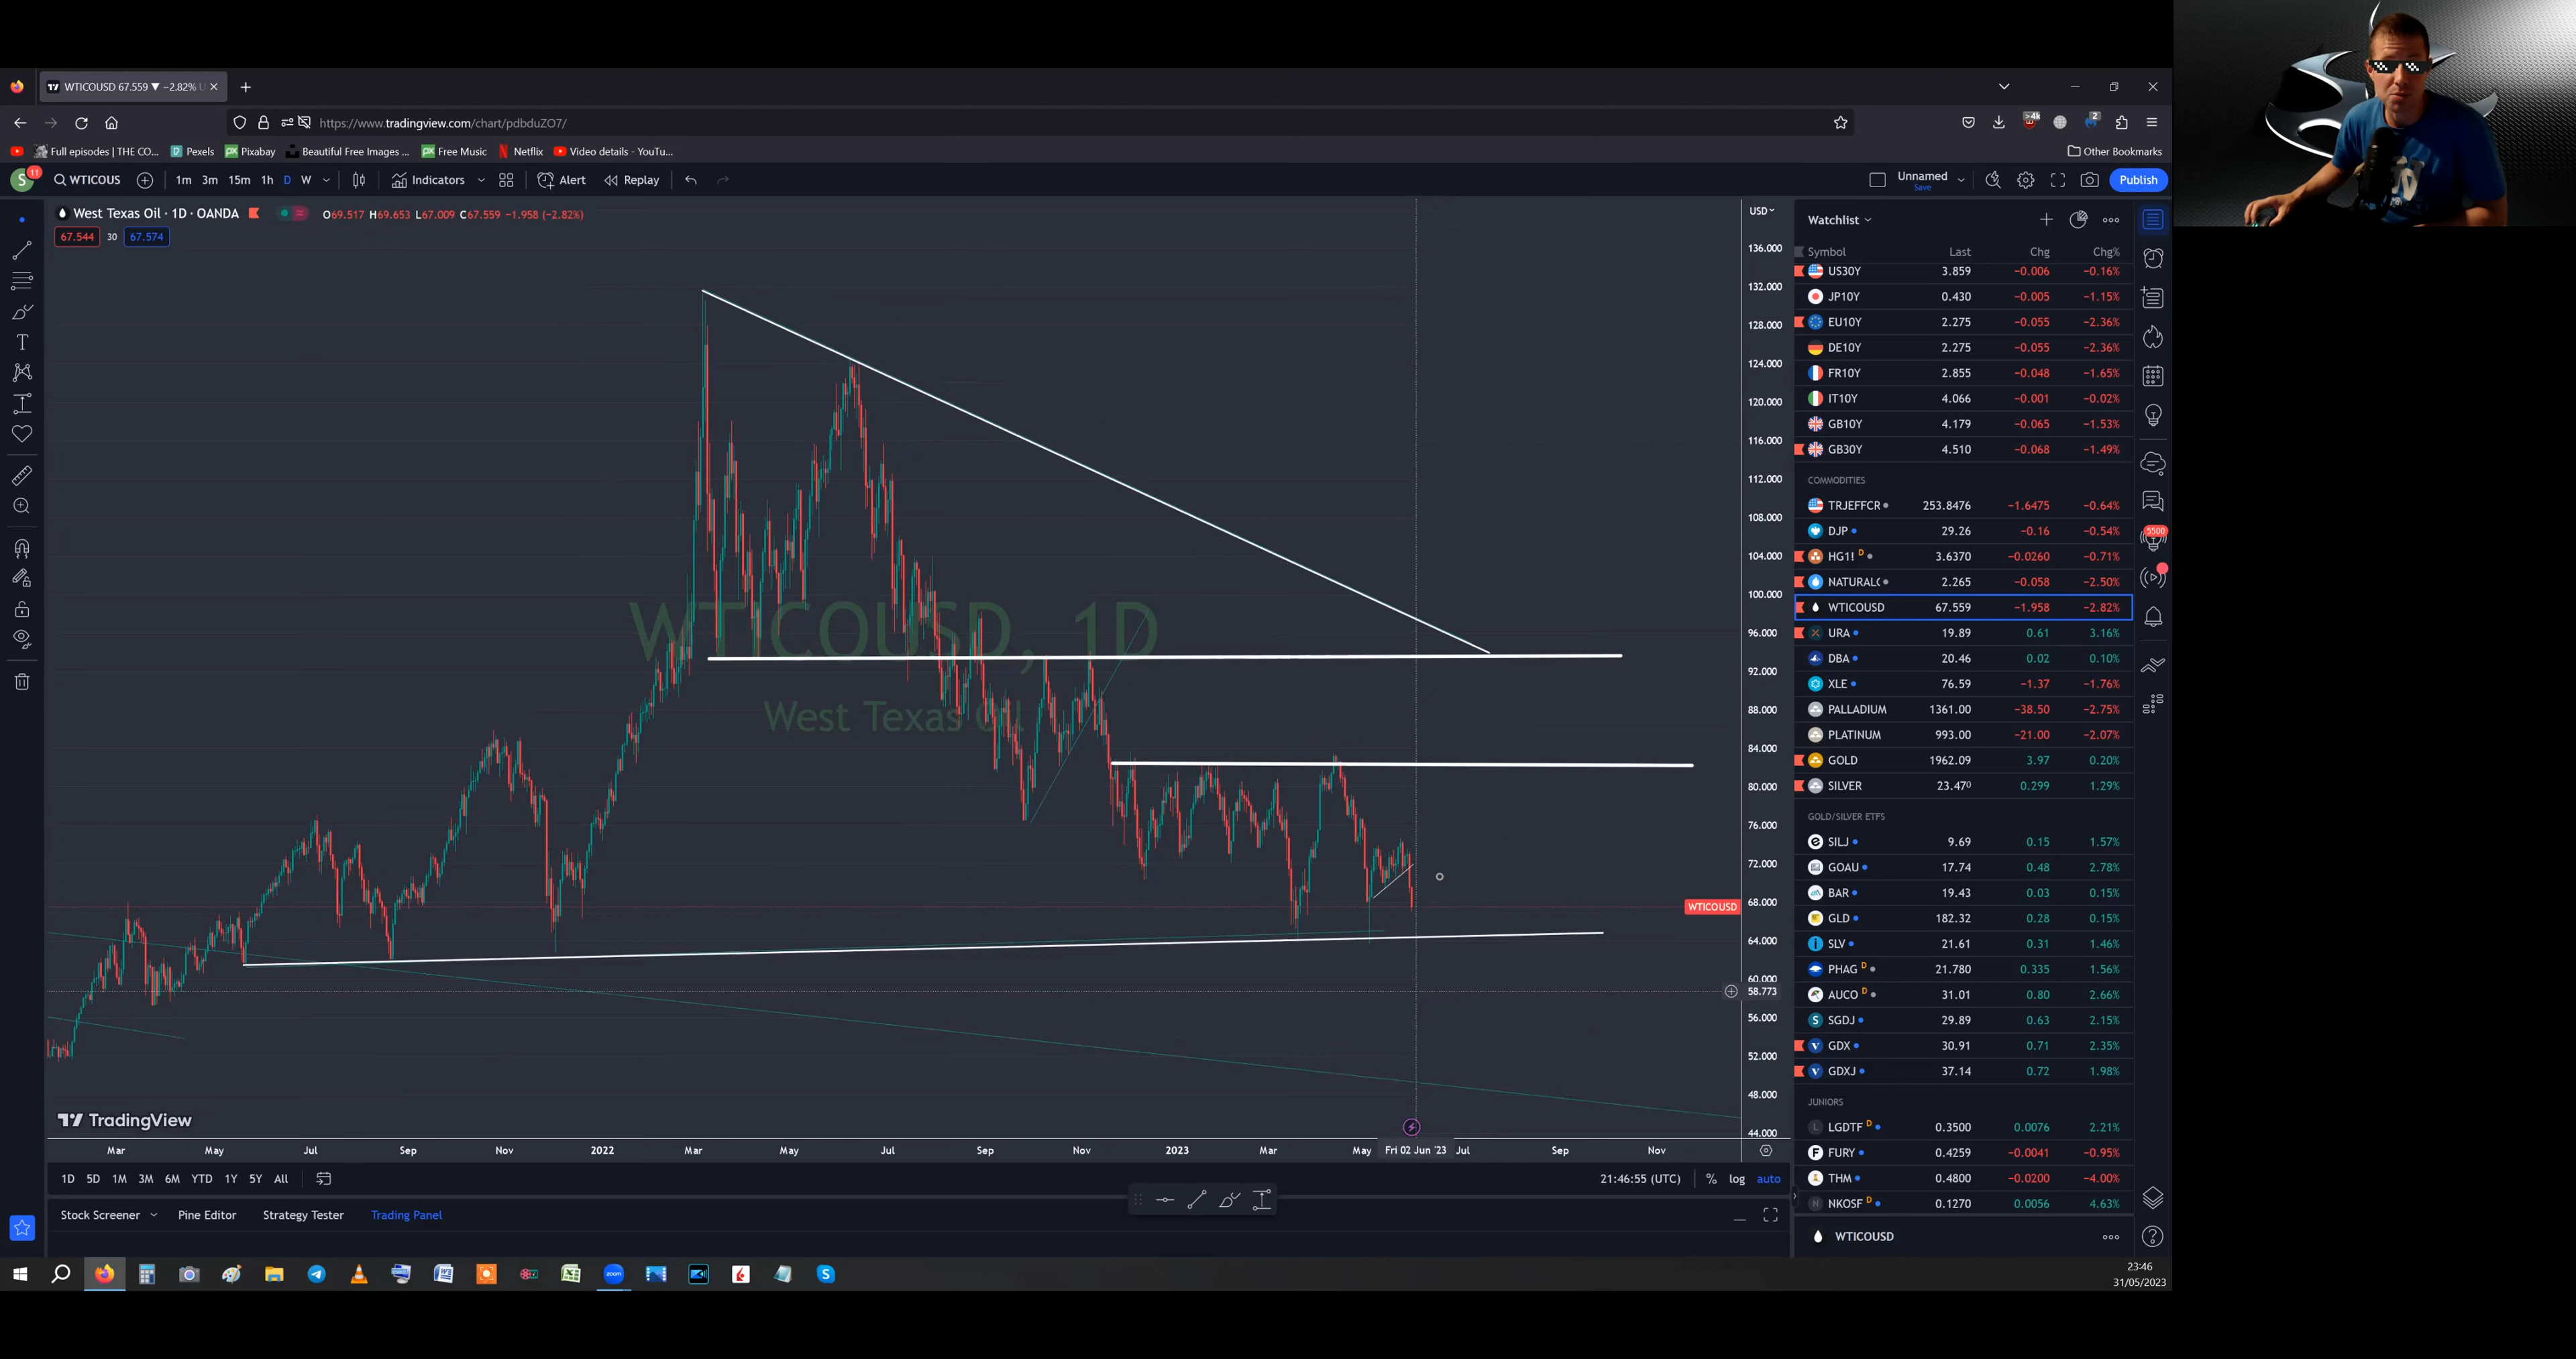 WTICOUSD 67.559 ▼ −2.82% U
https://www.tradingview.com/chart/pdbduZO7/
Full episodes | THE CO... Pexels Pixabay Beautiful Free Images ... Free Music Netflix Video details - YouTu... Other Bookmarks
>4k 2
S 11 WTICOUS 1m 3m 15m 1h D W Indicators Alert Replay Unnamed Save Publish
West Texas Oil · 1D · OANDA O69.517 H69.653 L67.009 C67.559 −1.958 (−2.82%)
67.544 30 67.574
USD
136.000
132.000
128.000
124.000
120.000
116.000
112.000
108.000
104.000
100.000
96.000
92.000
88.000
84.000
80.000
76.000
72.000
WTICOUSD
68.000
64.000
60.000
58.773
56.000
52.000
48.000
44.000
WTICOUSD, 1D
West Texas Oil
TradingView
Mar May Jul Sep Nov 2022 Mar May Jul Sep Nov 2023 Mar May Fri 02 Jun '23 Jul Sep Nov
1D 5D 1M 3M 6M YTD 1Y 5Y All 21:46:55 (UTC) % log auto
Stock Screener Pine Editor Strategy Tester Trading Panel
Watchlist
Symbol Last Chg Chg%
US30Y 3.859 −0.006 −0.16%
JP10Y 0.430 −0.005 −1.15%
EU10Y 2.275 −0.055 −2.36%
DE10Y 2.275 −0.055 −2.36%
FR10Y 2.855 −0.048 −1.65%
IT10Y 4.066 −0.001 −0.02%
GB10Y 4.179 −0.065 −1.53%
GB30Y 4.510 −0.068 −1.49%
COMMODITIES
TRJEFFCR 253.8476 −1.6475 −0.64%
DJP 29.26 −0.16 −0.54%
HG1! D 3.6370 −0.0260 −0.71%
NATURALG 2.265 −0.058 −2.50%
WTICOUSD 67.559 −1.958 −2.82%
URA 19.89 0.61 3.16%
DBA 20.46 0.02 0.10%
XLE 76.59 −1.37 −1.76%
PALLADIUM 1361.00 −38.50 −2.75%
PLATINUM 993.00 −21.00 −2.07%
GOLD 1962.09 3.97 0.20%
SILVER 23.470 0.299 1.29%
GOLD/SILVER ETFS
SILJ 9.69 0.15 1.57%
GOAU 17.74 0.48 2.78%
BAR 19.43 0.03 0.15%
GLD 182.32 0.28 0.15%
SLV 21.61 0.31 1.46%
PHAG D 21.780 0.335 1.56%
AUCO D 31.01 0.80 2.66%
SGDJ 29.89 0.63 2.15%
GDX 30.91 0.71 2.35%
GDXJ 37.14 0.72 1.98%
JUNIORS
LGDTF D 0.3500 0.0076 2.21%
FURY 0.4259 −0.0041 −0.95%
THM 0.4800 −0.0200 −4.00%
NKOSF D 0.1270 0.0056 4.63%
WTICOUSD
5500
zoom
23:46
31/05/2023